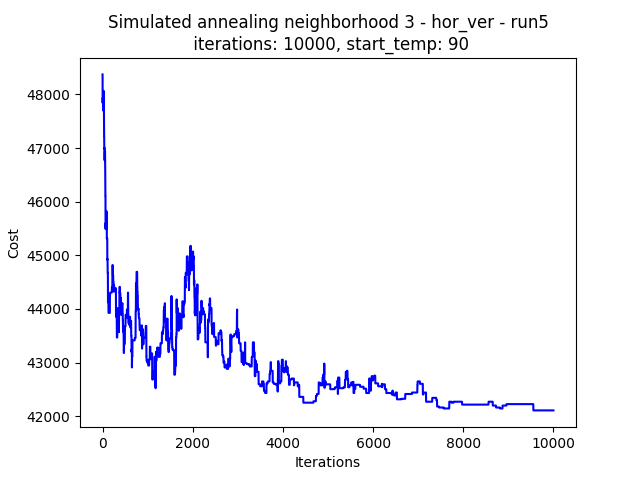 Simulated annealing neighborhood 3 - hor_ver - run5
iterations: 10000, start_temp: 90
48000
47000
46000
45000
44000
43000
42000
Cost
0 2000 4000 6000 8000 10000
Iterations